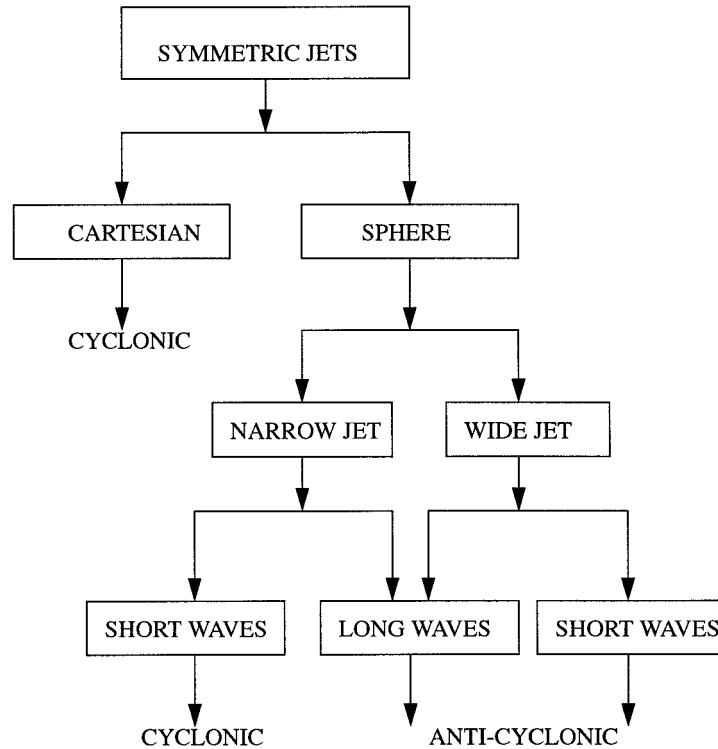 SYMMETRIC JETS
CARTESIAN
SPHERE
CYCLONIC
NARROW JET
WIDE JET
SHORT WAVES
LONG WAVES
SHORT WAVES
CYCLONIC
ANTI-CYCLONIC